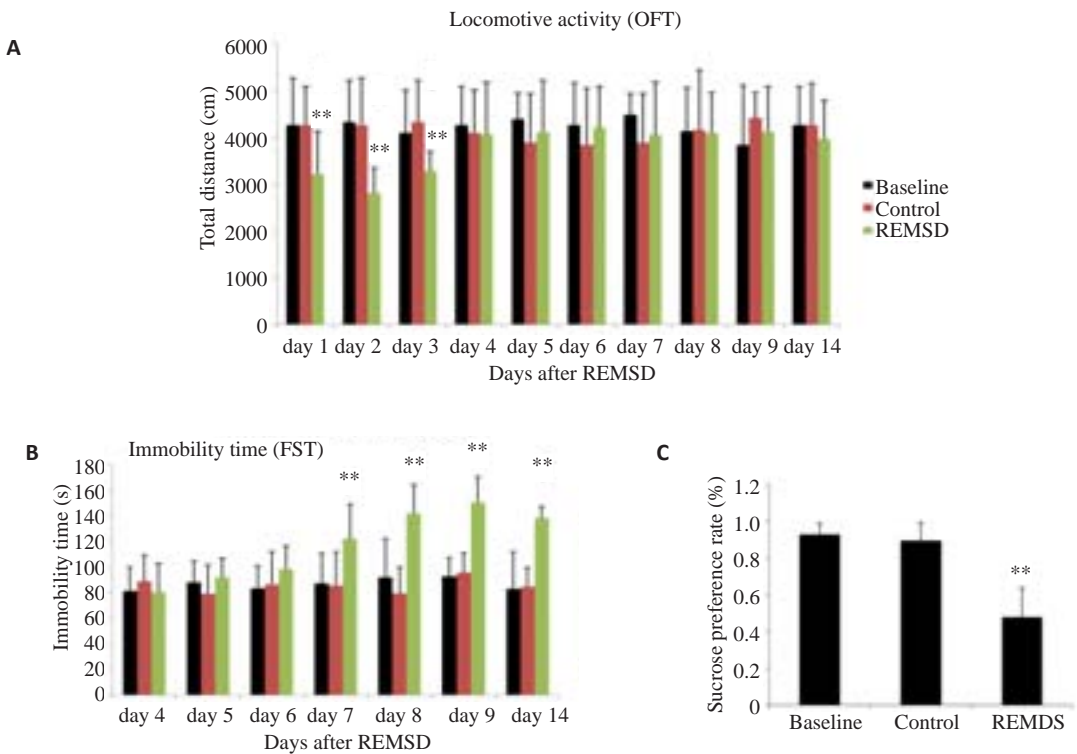 Locomotive activity (OFT)
A
6000
5000
4000
3000
2000
1000
0
Total distance (cm)
**
**
**
Baseline
Control
REMSD
day 1 day 2 day 3 day 4 day 5 day 6 day 7 day 8 day 9 day 14
Days after REMSD
B
Immobility time (FST)
180
160
140
120
100
80
60
40
20
0
Immobility time (s)
**
**
**
**
day 4 day 5 day 6 day 7 day 8 day 9 day 14
Days after REMSD
C
1.2
1.0
0.8
0.6
0.4
0.2
0
Sucrose preference rate (%)
**
Baseline Control REMDS